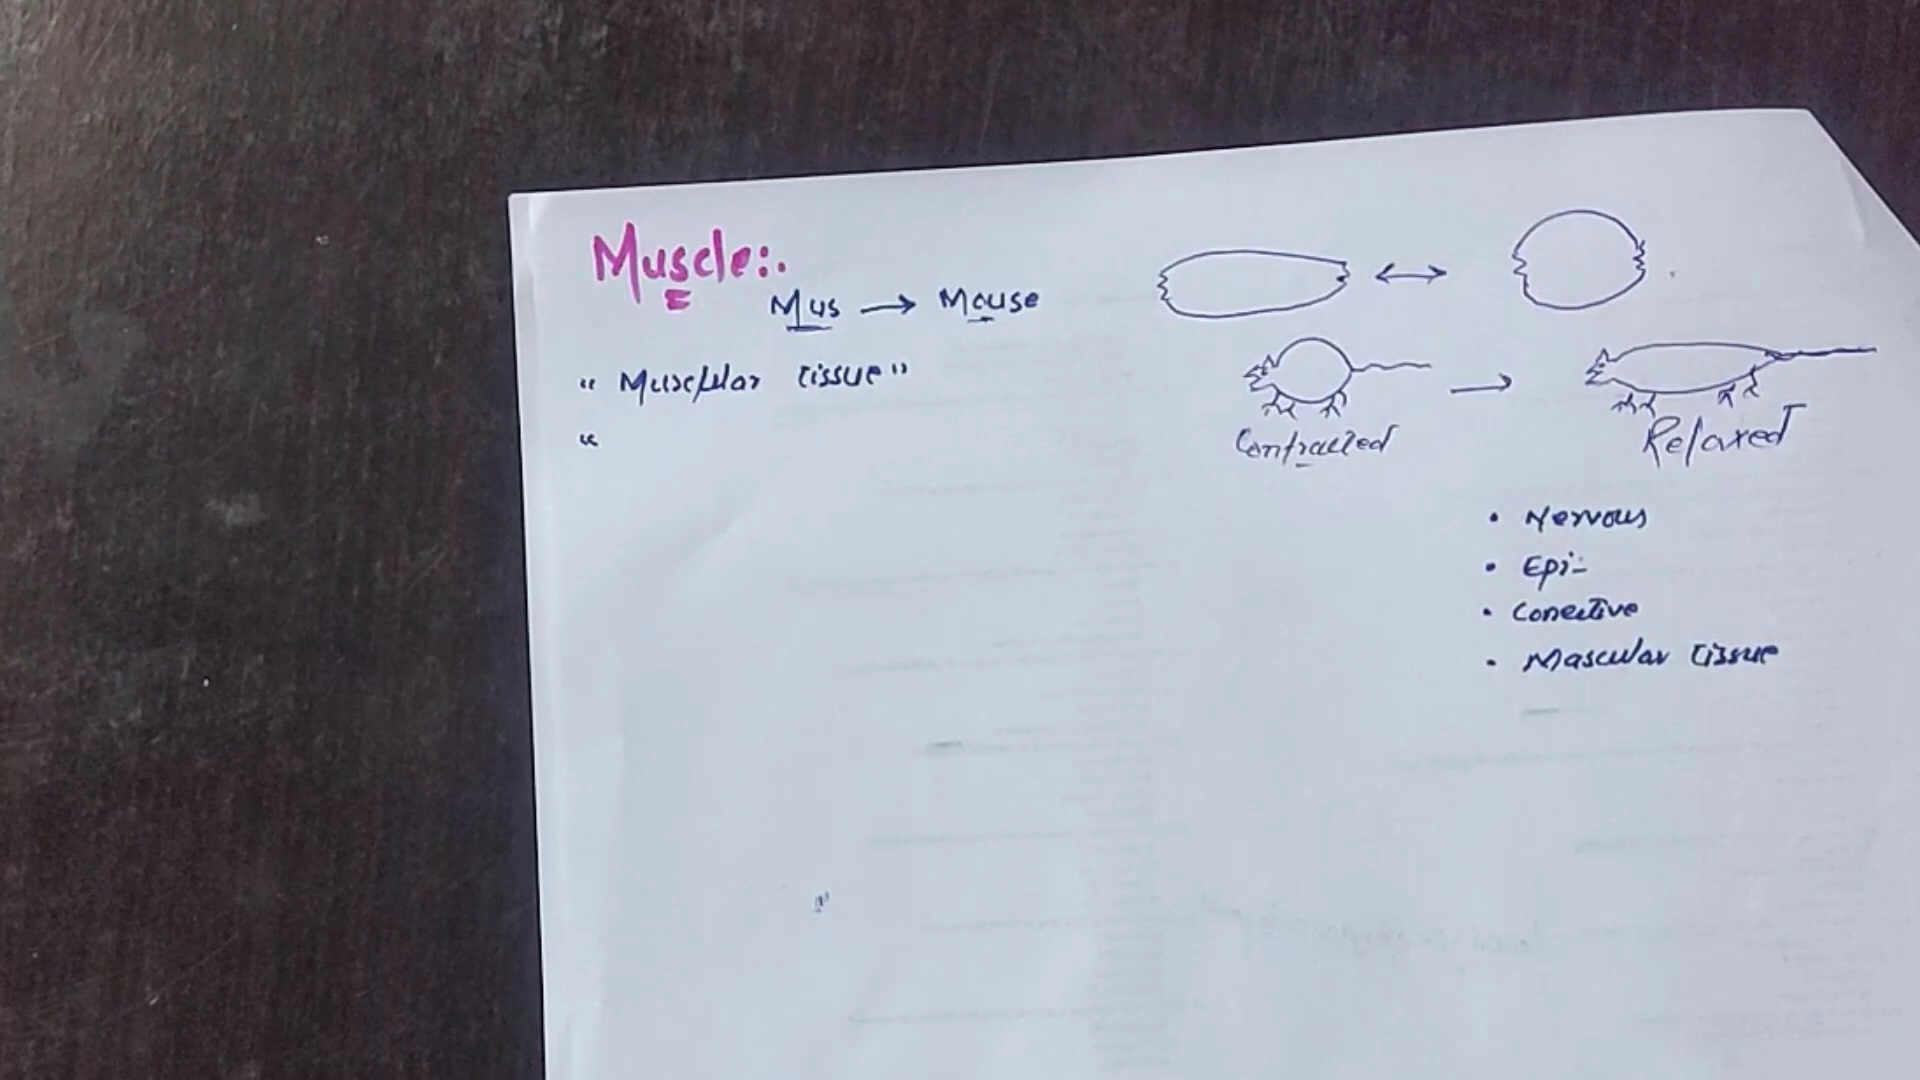 Muscle:.
Mus → Mouse
“ Muscular tissue”
“
Contracted
Relaxed
• Nervous
• Epi-
• Conective
• Mascular tissue